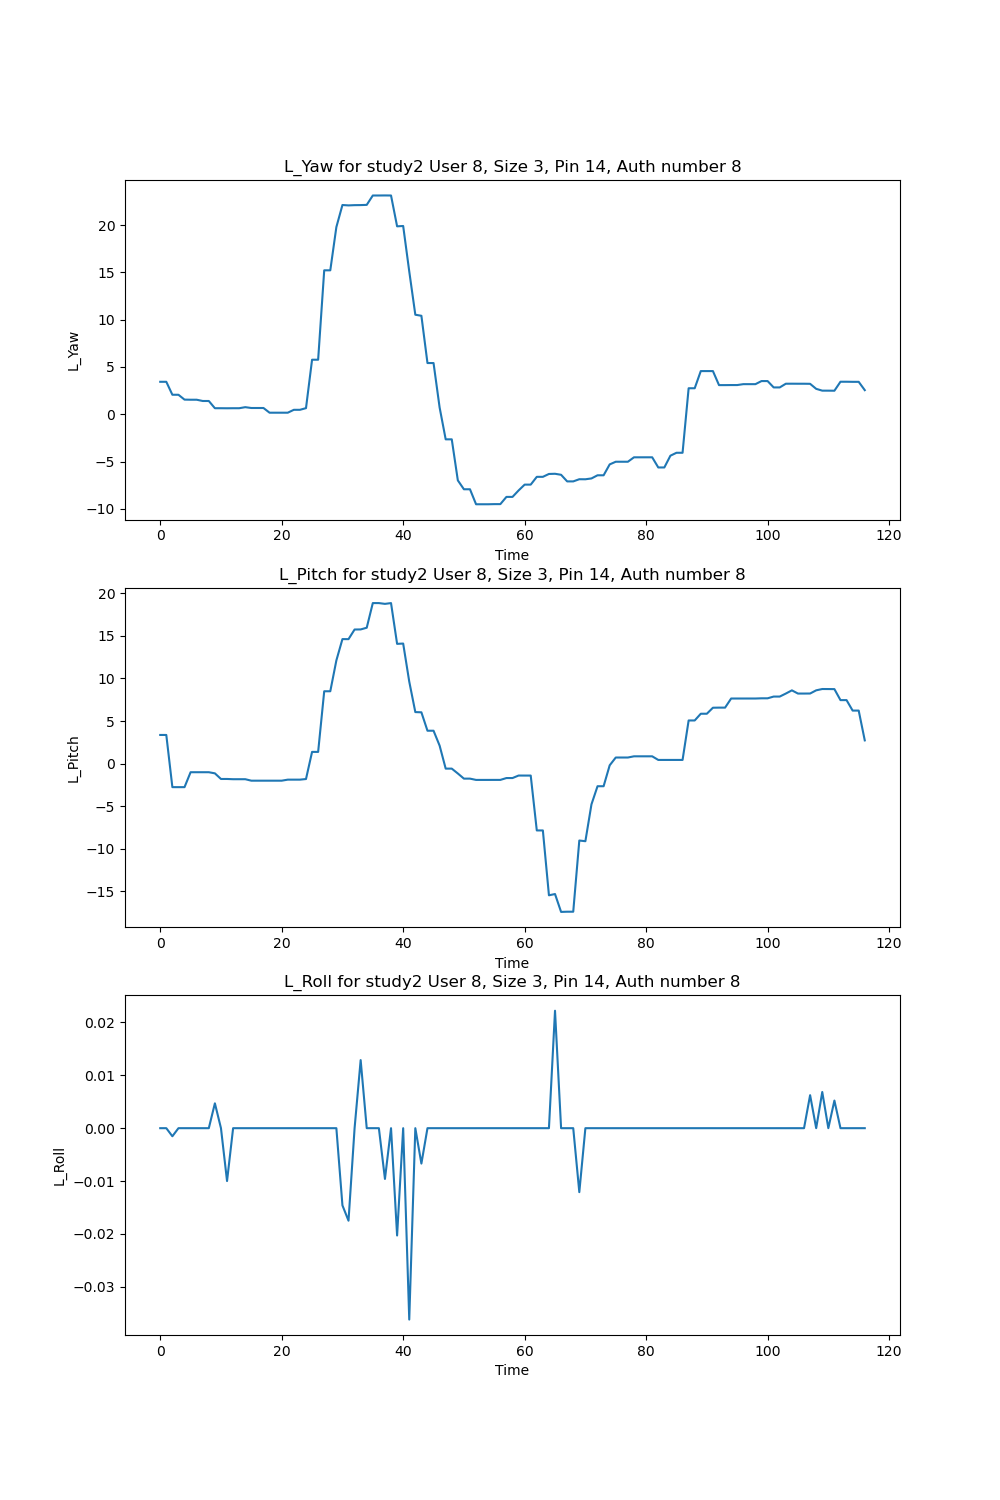 L_Yaw for study2 User 8, Size 3, Pin 14, Auth number 8
20
15
10
5
0
−5
−10
L_Yaw
0 20 40 60 80 100 120
Time
L_Pitch for study2 User 8, Size 3, Pin 14, Auth number 8
20
15
10
5
0
−5
−10
−15
L_Pitch
0 20 40 60 80 100 120
Time
L_Roll for study2 User 8, Size 3, Pin 14, Auth number 8
0.02
0.01
0.00
−0.01
−0.02
−0.03
L_Roll
0 20 40 60 80 100 120
Time